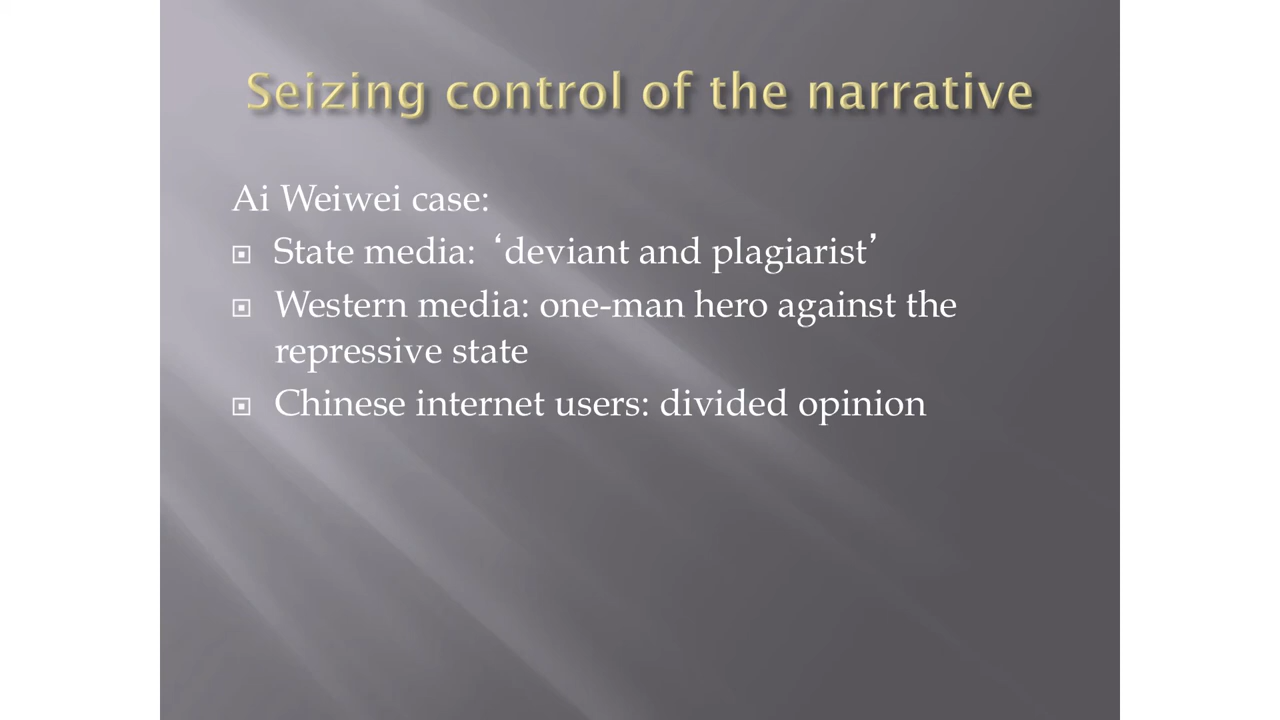 Seizing control of the narrative
Ai Weiwei case:
State media: ‘deviant and plagiarist’
Western media: one-man hero against the
repressive state
Chinese internet users: divided opinion